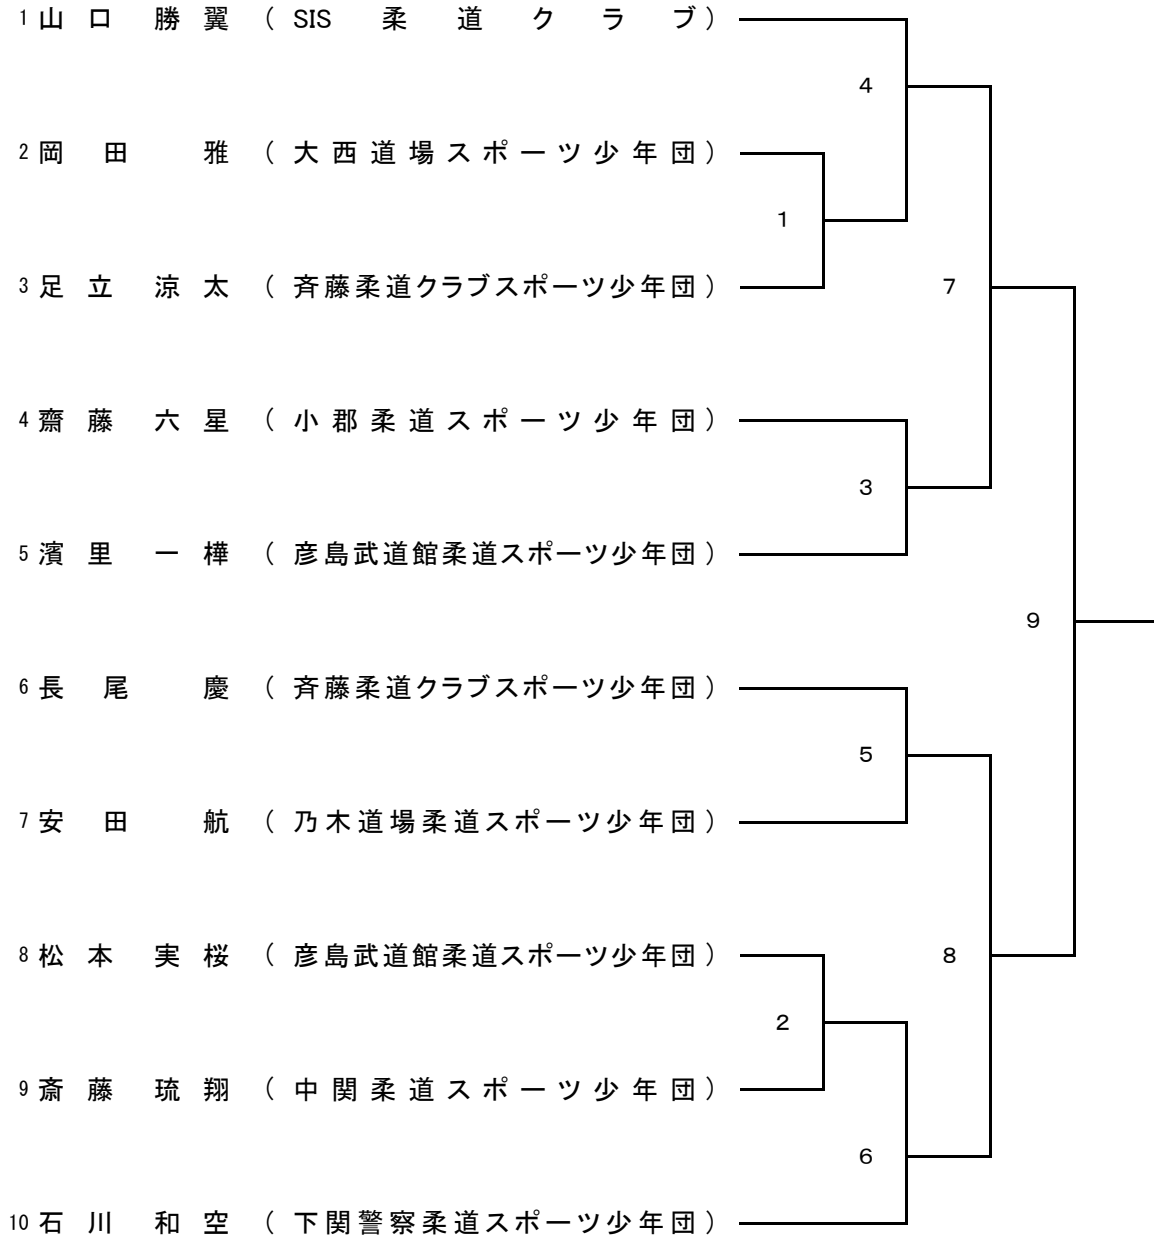 1 山口 勝翼 （ SIS 柔道クラブ ）
4
2 岡田 雅 （ 大西道場スポーツ少年団 ）
1
3 足立 涼太 （ 斉藤柔道クラブスポーツ少年団 ）
7
4 齋藤 六星 （ 小郡柔道スポーツ少年団 ）
3
5 濱里 一樺 （ 彦島武道館柔道スポーツ少年団 ）
9
6 長尾 慶 （ 斉藤柔道クラブスポーツ少年団 ）
5
7 安田 航 （ 乃木道場柔道スポーツ少年団 ）
8 松本 実桜 （ 彦島武道館柔道スポーツ少年団 ）
8
2
9 斎藤 琉翔 （ 中関柔道スポーツ少年団 ）
6
10 石川 和空 （ 下関警察柔道スポーツ少年団 ）